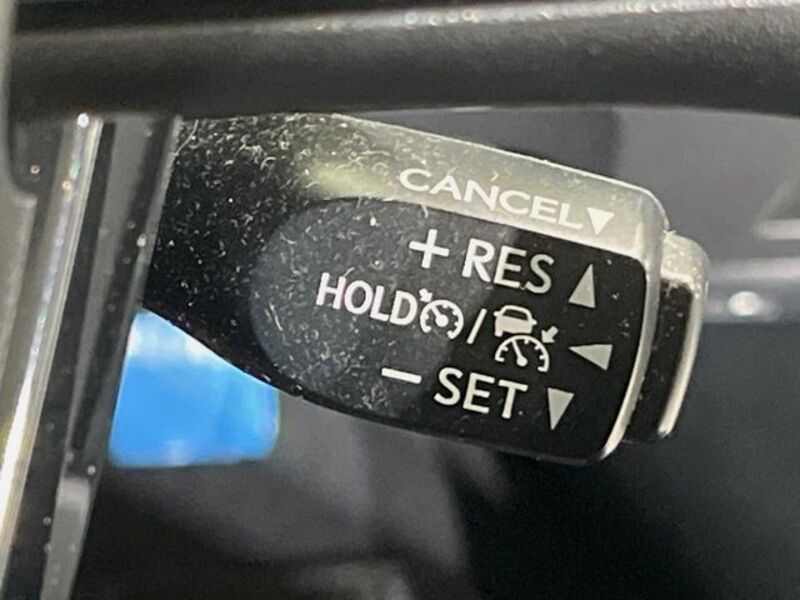 CANCEL▼
+ RES ▲
HOLD / ◀
− SET ▼